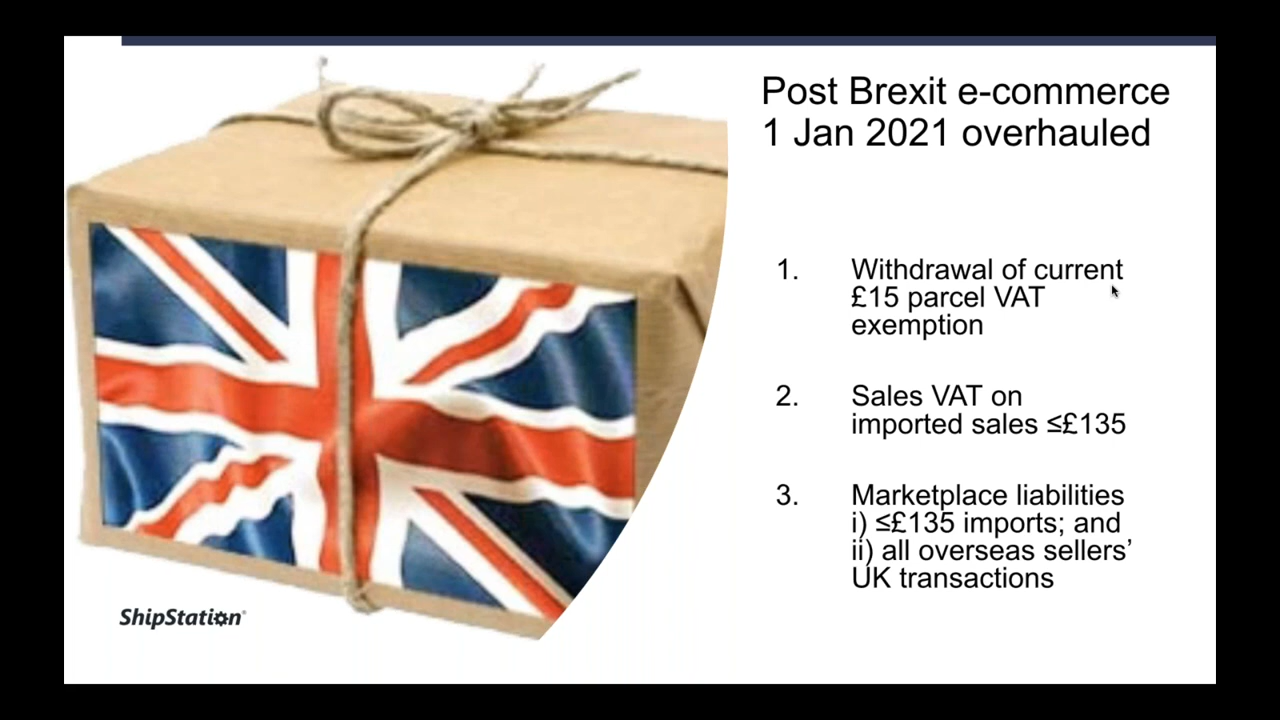 Post Brexit e-commerce
1 Jan 2021 overhauled
1. Withdrawal of current
£15 parcel VAT
exemption
2. Sales VAT on
imported sales ≤£135
3. Marketplace liabilities
i) ≤£135 imports; and
ii) all overseas sellers’
UK transactions
ShipStation®